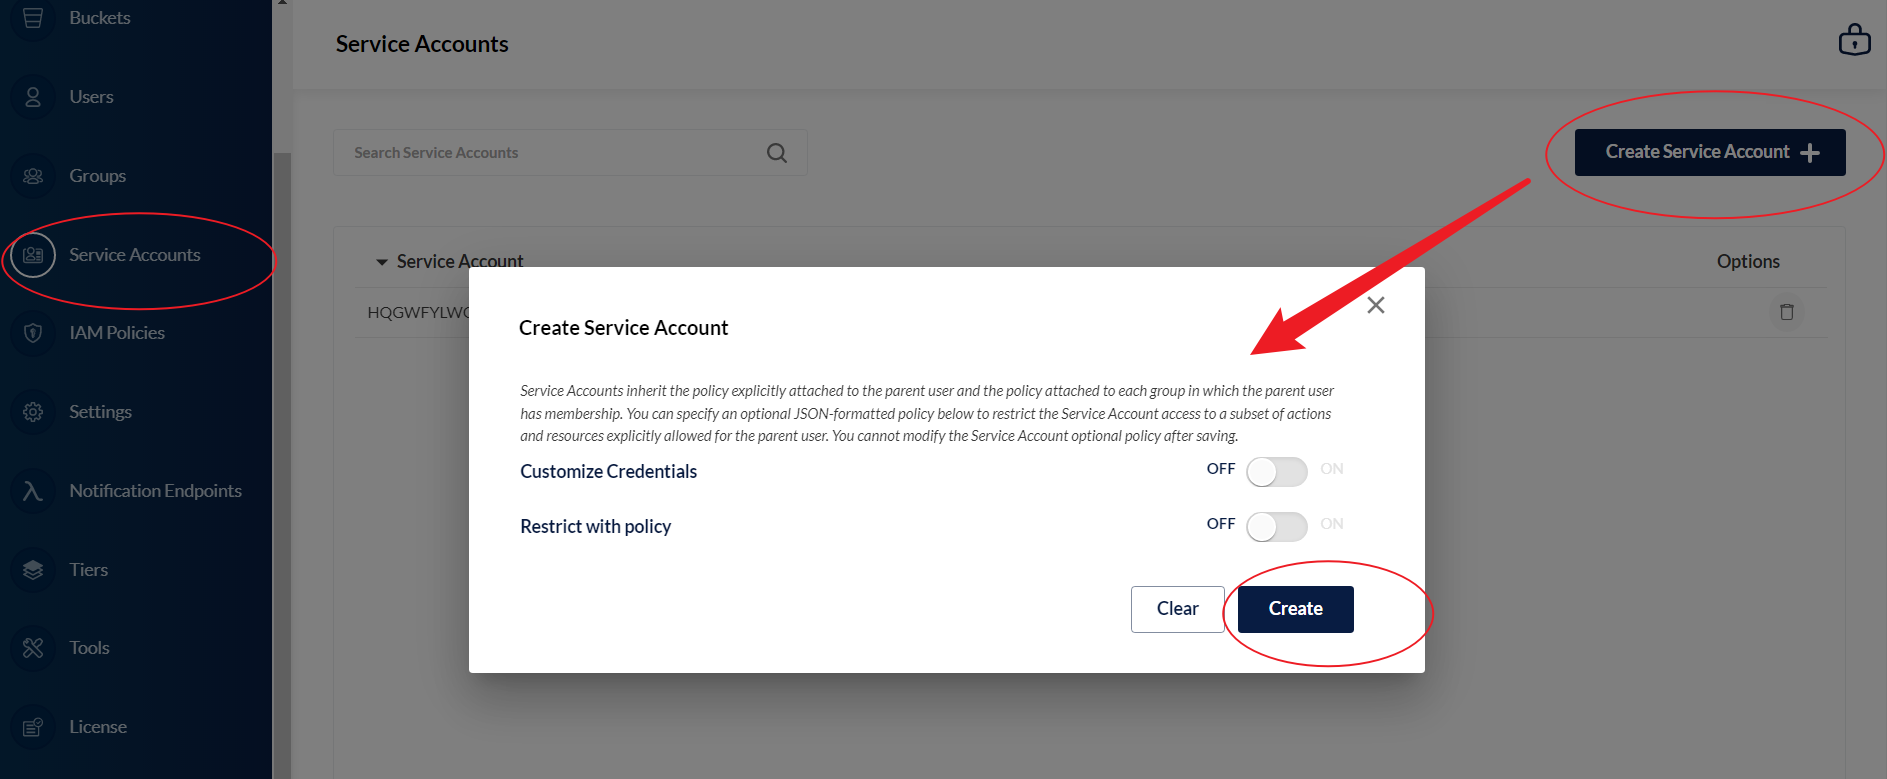 Buckets
Users
Groups
Service Accounts
IAM Policies
Settings
Notification Endpoints
Tiers
Tools
License
Service Accounts
Search Service Accounts
Create Service Account
Service Account
Options
HQGWFYLW
Create Service Account
Service Accounts inherit the policy explicitly attached to the parent user and the policy attached to each group in which the parent user
has membership. You can specify an optional JSON-formatted policy below to restrict the Service Account access to a subset of actions
and resources explicitly allowed for the parent user. You cannot modify the Service Account optional policy after saving.
Customize Credentials
OFF ON
Restrict with policy
OFF ON
Clear
Create